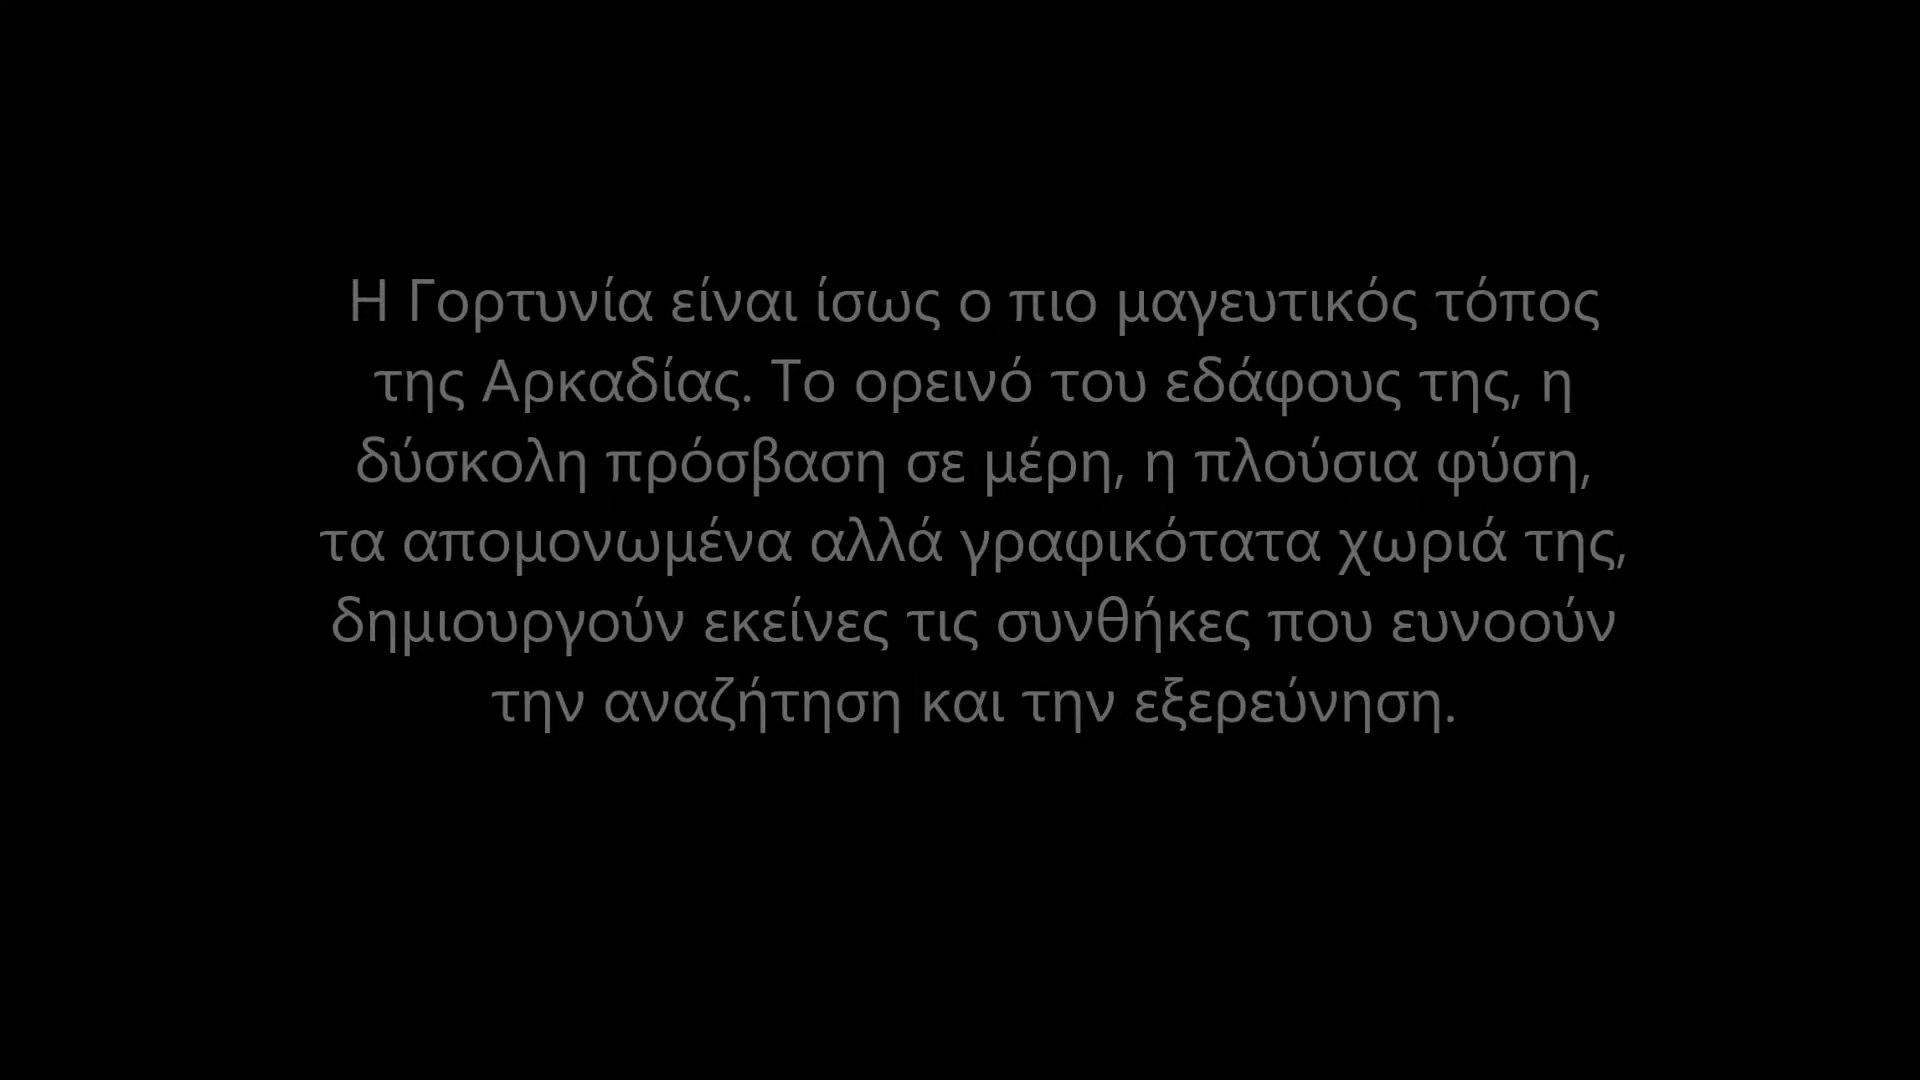 Η Γορτυνία είναι ίσως ο πιο μαγευτικός τόπος
της Αρκαδίας. Το ορεινό του εδάφους της, η
δύσκολη πρόσβαση σε μέρη, η πλούσια φύση,
τα απομονωμένα αλλά γραφικότατα χωριά της,
δημιουργούν εκείνες τις συνθήκες που ευνοούν
την αναζήτηση και την εξερεύνηση.